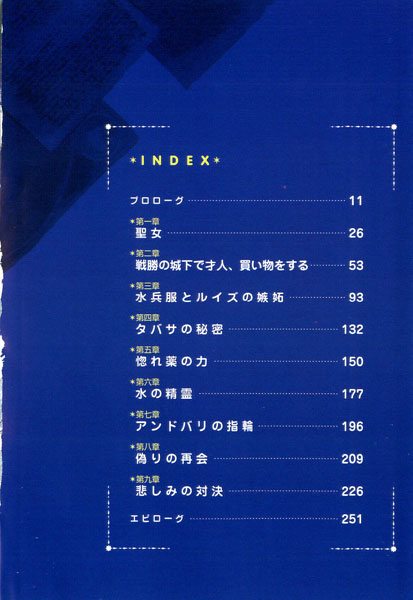 *INDEX*
プロローグ 11
*第一章
聖女 26
*第二章
戦勝の城下で才人、買い物をする 53
*第三章
水兵服とルイズの嫉妬 93
*第四章
タバサの秘密 132
*第五章
惚れ薬の力 150
*第六章
水の精霊 177
*第七章
アンドバリの指輪 196
*第八章
偽りの再会 209
*第九章
悲しみの対決 226
エピローグ 251